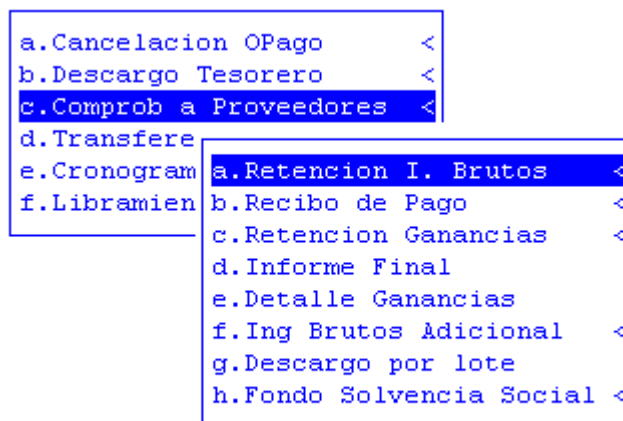 a.Cancelacion OPago <
b.Descargo Tesorero <
c.Comprob a Proveedores <
d.Transfere
e.Cronogram
f.Libramien
a.Retencion I. Brutos <
b.Recibo de Pago <
c.Retencion Ganancias <
d.Informe Final
e.Detalle Ganancias
f.Ing Brutos Adicional <
g.Descargo por lote
h.Fondo Solvencia Social <